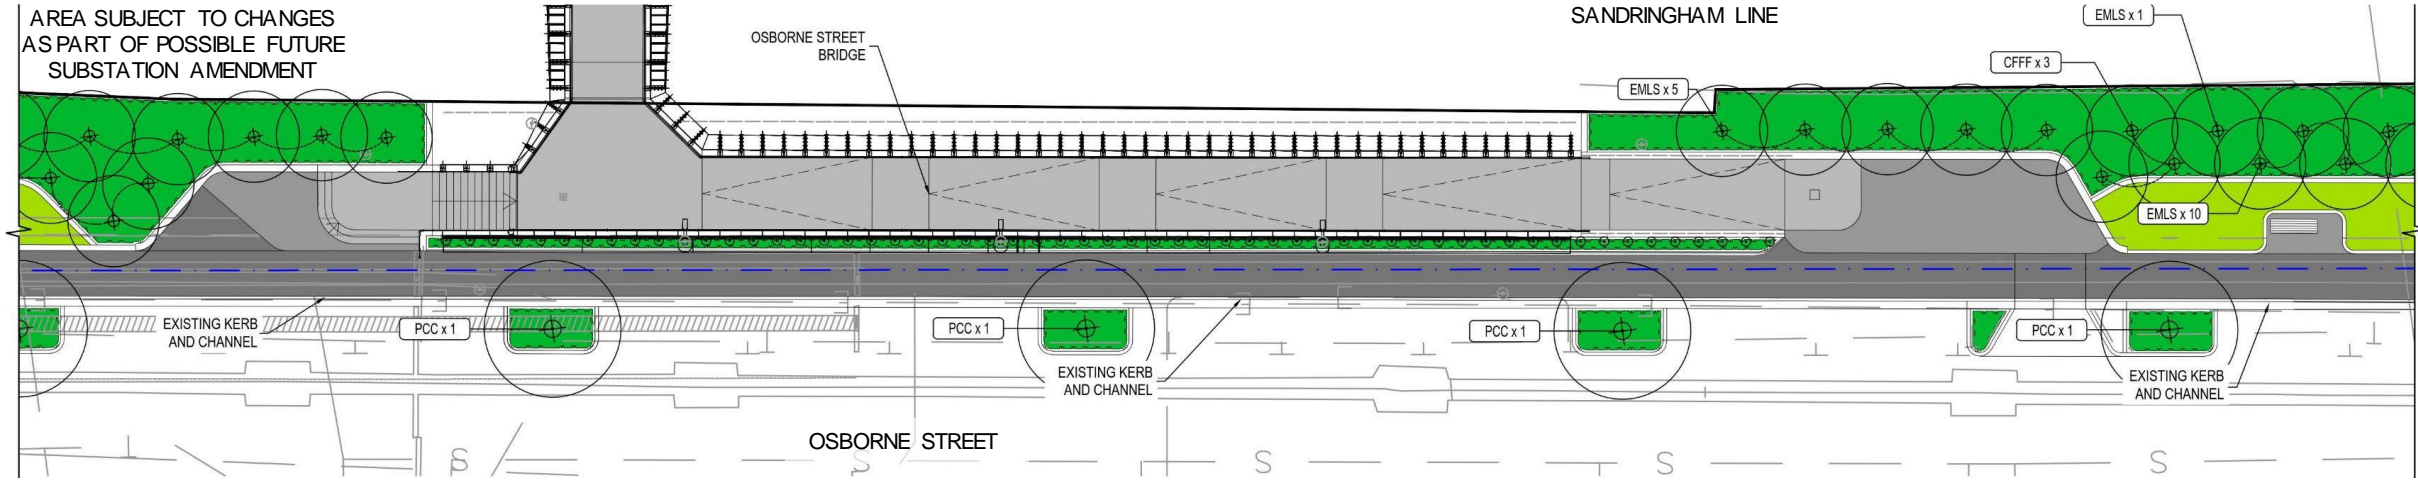 AREA SUBJECT TO CHANGES
AS PART OF POSSIBLE FUTURE
SUBSTATION AMENDMENT
OSBORNE STREET
BRIDGE
SANDRINGHAM LINE
EMLS x 1
CFFF x 3
EMLS x 5
EMLS x 10
EXISTING KERB
AND CHANNEL
PCC x 1
PCC x 1
EXISTING KERB
AND CHANNEL
PCC x 1
PCC x 1
EXISTING KERB
AND CHANNEL
OSBORNE STREET
S
S
S
S
S